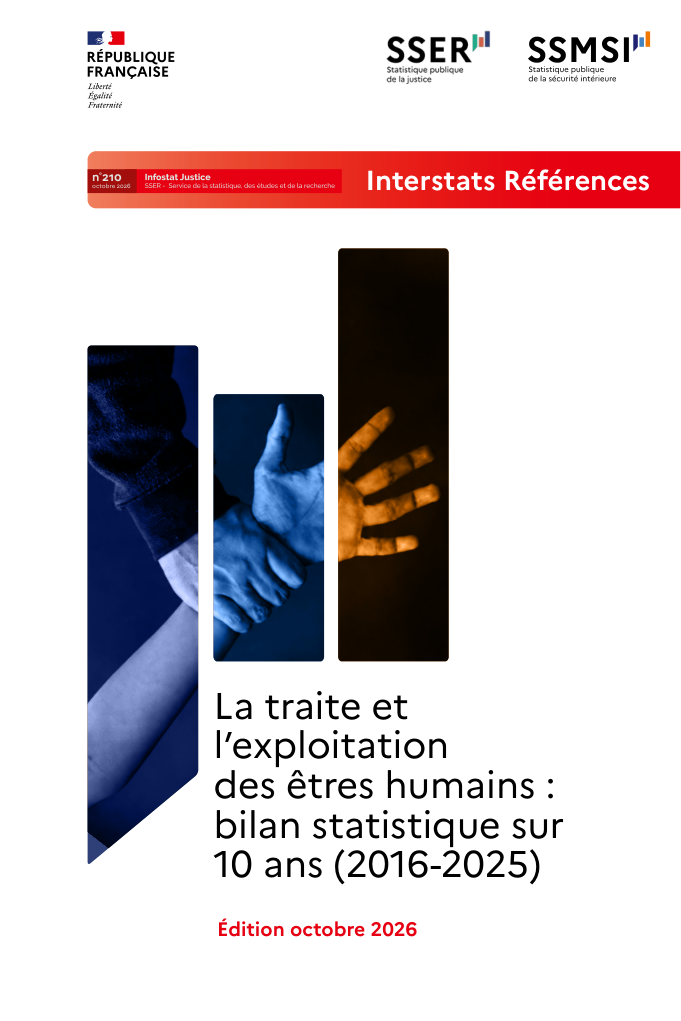 RÉPUBLIQUE
FRANÇAISE
Liberté
Égalité
Fraternité
SSER
Statistique publique
de la justice
SSMSI
Statistique publique
de la sécurité intérieure
n°210
octobre 2026
Infostat Justice
SSER - Service de la statistique, des études et de la recherche
Interstats Références
La traite et
l’exploitation
des êtres humains :
bilan statistique sur
10 ans (2016-2025)
Édition octobre 2026